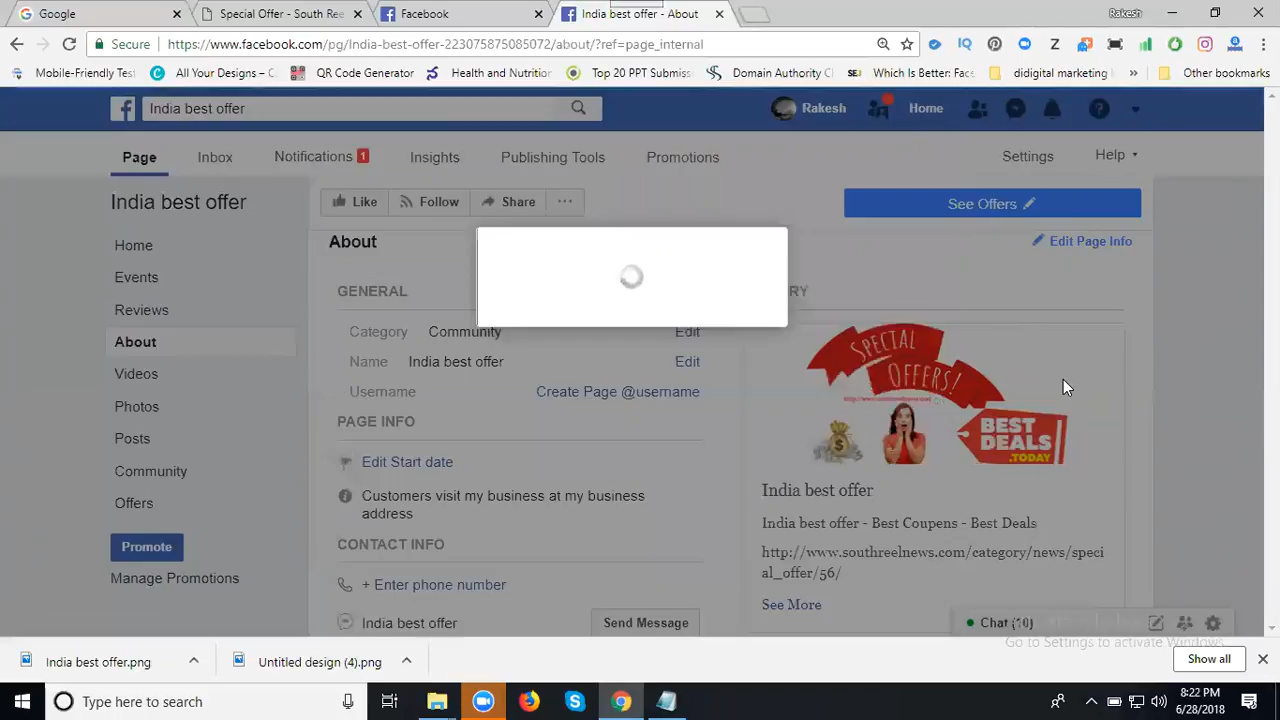 Google
Special Offer - South Ree
Facebook
India best offer - About
Rakesh
Secure
https://www.facebook.com/pg/India-best-offer-223075875085072/about/?ref=page_internal
Mobile-Friendly Test
All Your Designs – C
QR Code Generator
Health and Nutrition
Top 20 PPT Submiss
Domain Authority C
Which Is Better: Fac
didigital marketing
»
Other bookmarks
India best offer
Rakesh
Home
Page
Inbox
Notifications 1
Insights
Publishing Tools
Promotions
Settings
Help
India best offer
Like
Follow
Share
...
See Offers
Home
Events
Reviews
About
Videos
Photos
Posts
Community
Offers
Promote
Manage Promotions
About
Edit Page Info
GENERAL
Category Community Edit
Name India best offer Edit
Username Create Page @username
PAGE INFO
Edit Start date
Customers visit my business at my business
address
CONTACT INFO
+ Enter phone number
India best offer
Send Message
RY
SPECIAL
OFFERS!
BEST
DEALS
.TODAY
India best offer
India best offer - Best Coupons - Best Deals
http://www.southreelnews.com/category/news/speci
al_offer/56/
See More
Chat (10)
Go to Settings to activate Windows.
India best offer.png
Untitled design (4).png
Show all
Type here to search
8:22 PM
6/28/2018